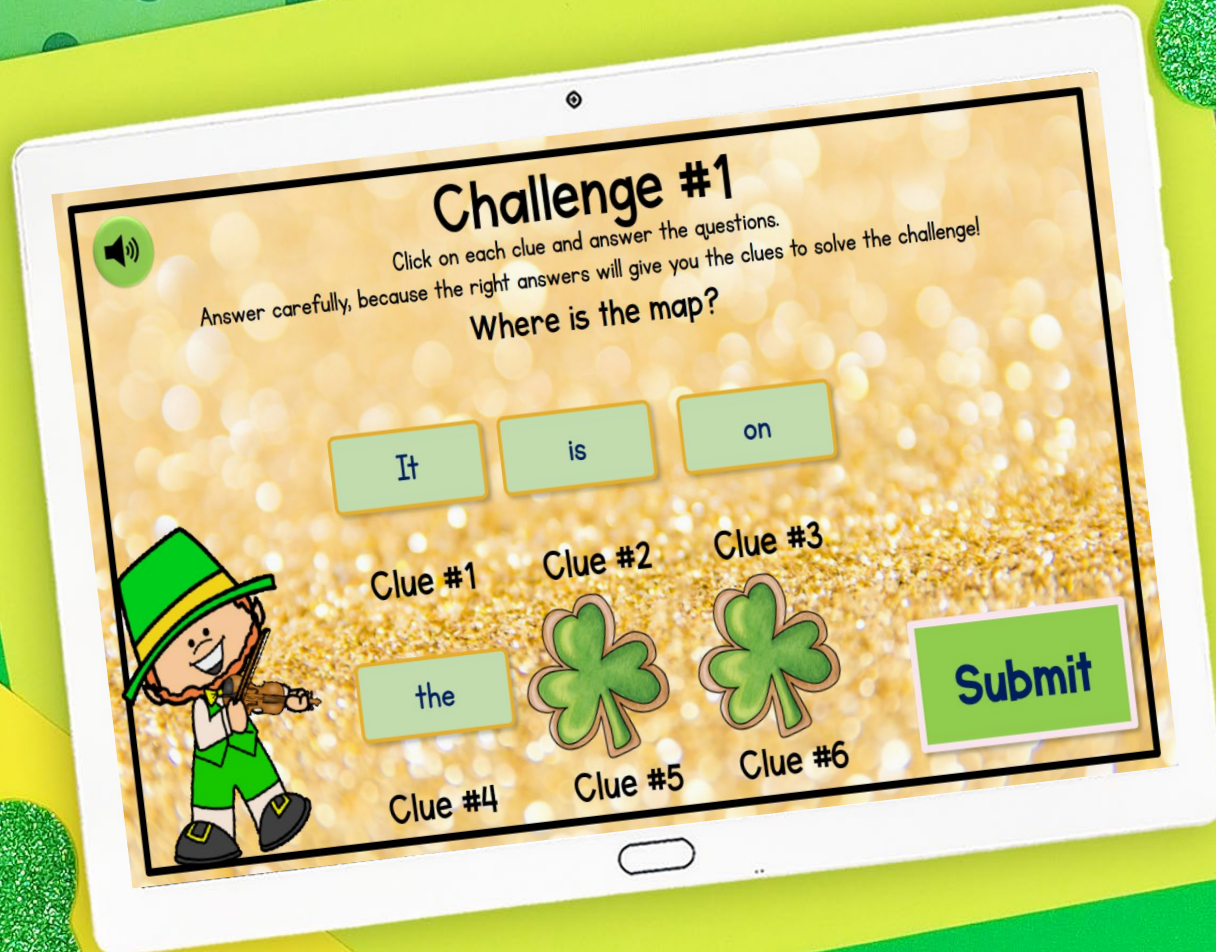 Challenge #1
Click on each clue and answer the questions.
Answer carefully, because the right answers will give you the clues to solve the challenge!
Where is the map?
It
is
on
Clue #1
Clue #2
Clue #3
the
Clue #4
Clue #5
Clue #6
Submit